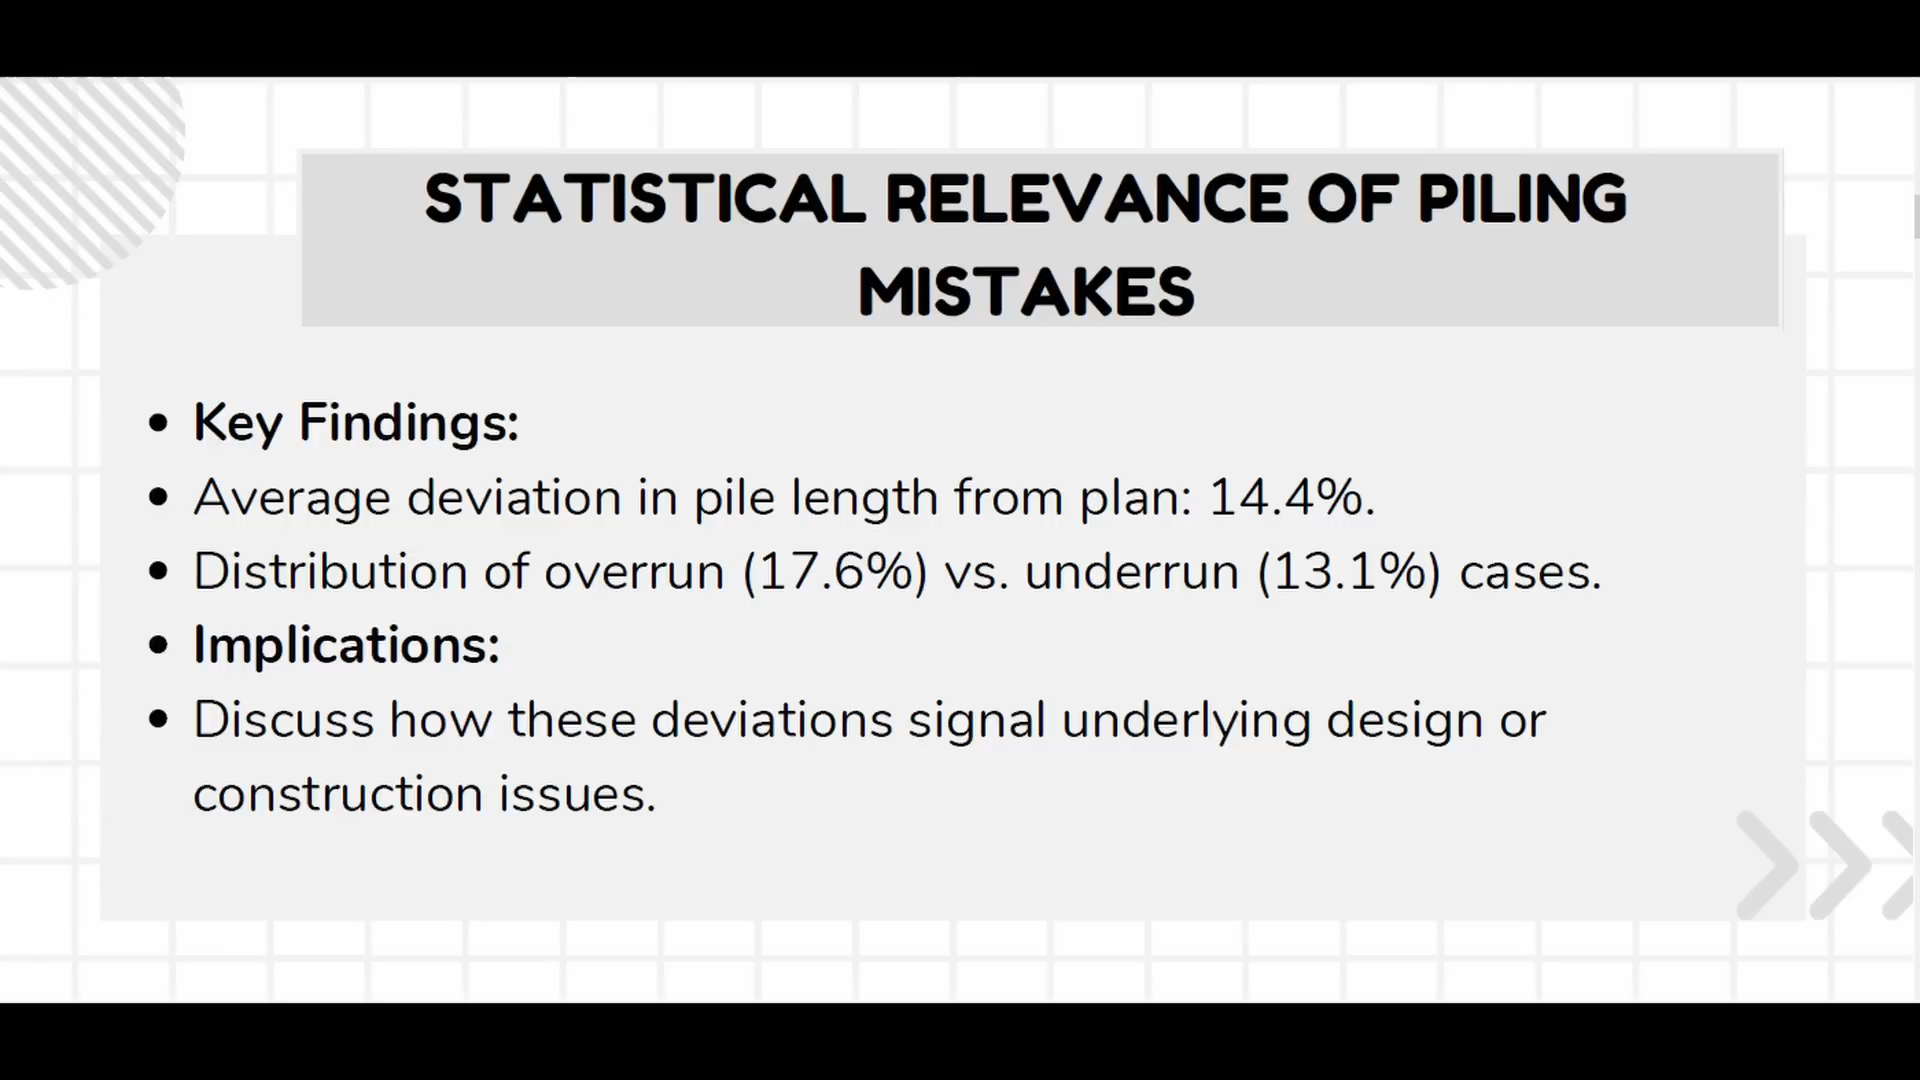 STATISTICAL RELEVANCE OF PILING
MISTAKES
• Key Findings:
• Average deviation in pile length from plan: 14.4%.
• Distribution of overrun (17.6%) vs. underrun (13.1%) cases.
• Implications:
• Discuss how these deviations signal underlying design or
construction issues.